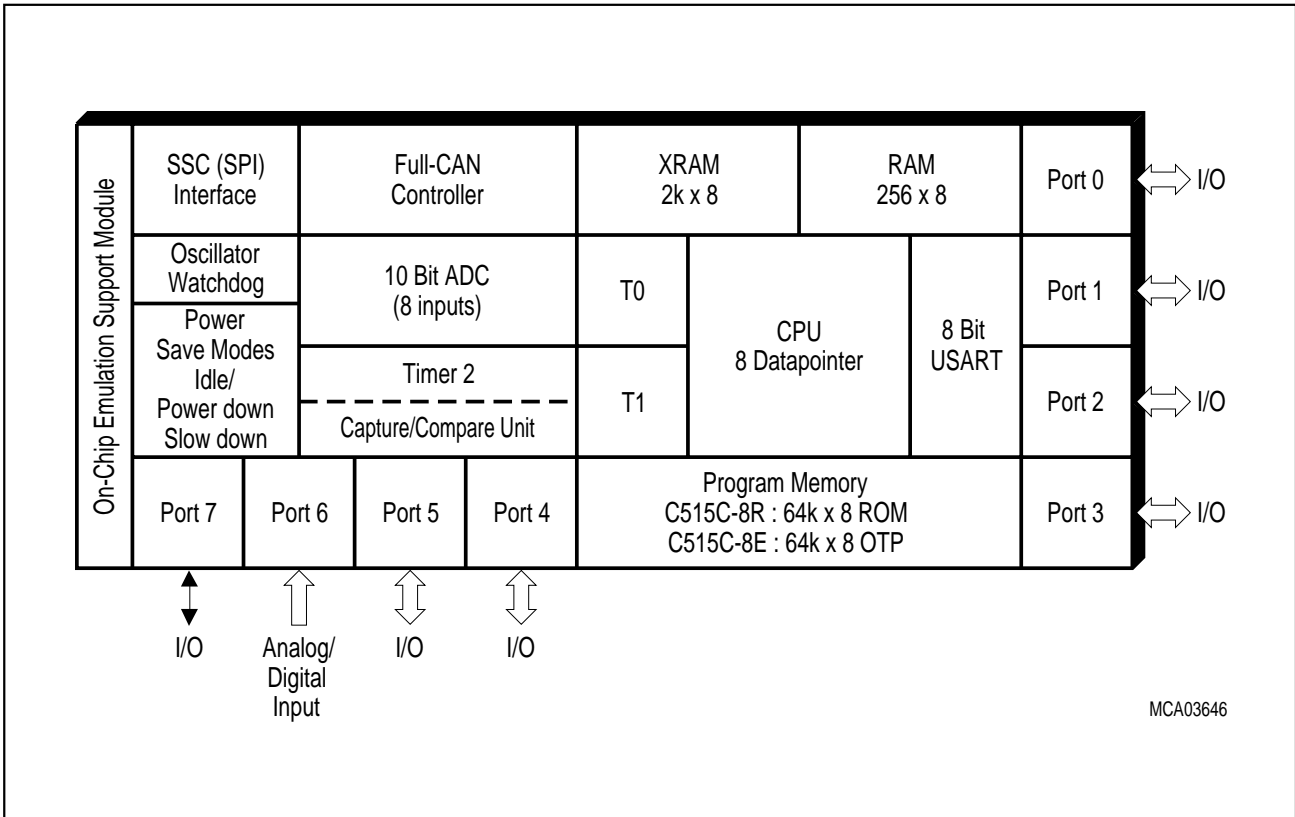 On-Chip Emulation Support Module
SSC (SPI)
Interface
Full-CAN
Controller
XRAM
2k x 8
RAM
256 x 8
Port 0
I/O
Oscillator
Watchdog
10 Bit ADC
(8 inputs)
T0
CPU
8 Datapointer
8 Bit
USART
Port 1
I/O
Power
Save Modes
Idle/
Power down
Slow down
Timer 2
Capture/Compare Unit
T1
Port 2
I/O
Port 7
Port 6
Port 5
Port 4
Program Memory
C515C-8R : 64k x 8 ROM
C515C-8E : 64k x 8 OTP
Port 3
I/O
I/O
Analog/
Digital
Input
I/O
I/O
MCA03646